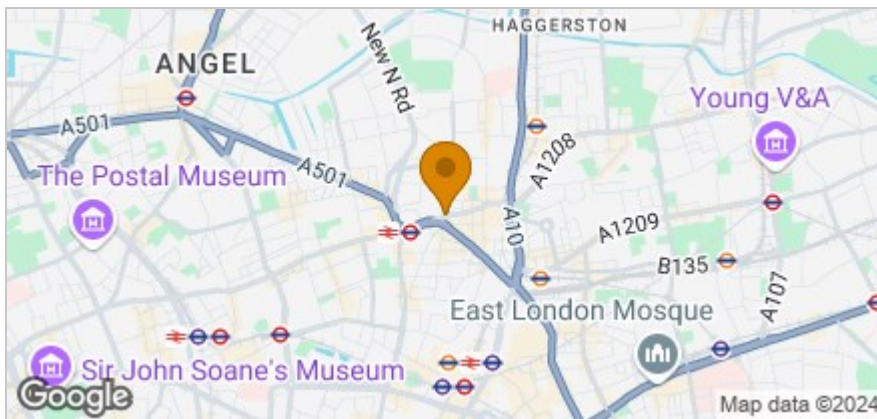 HAGGERSTON
New N Rd
ANGEL
Young V&A
A501
A1208
A501
The Postal Museum
A10
A1209
B135
A107
East London Mosque
Sir John Soane's Museum
Google
Map data ©2024